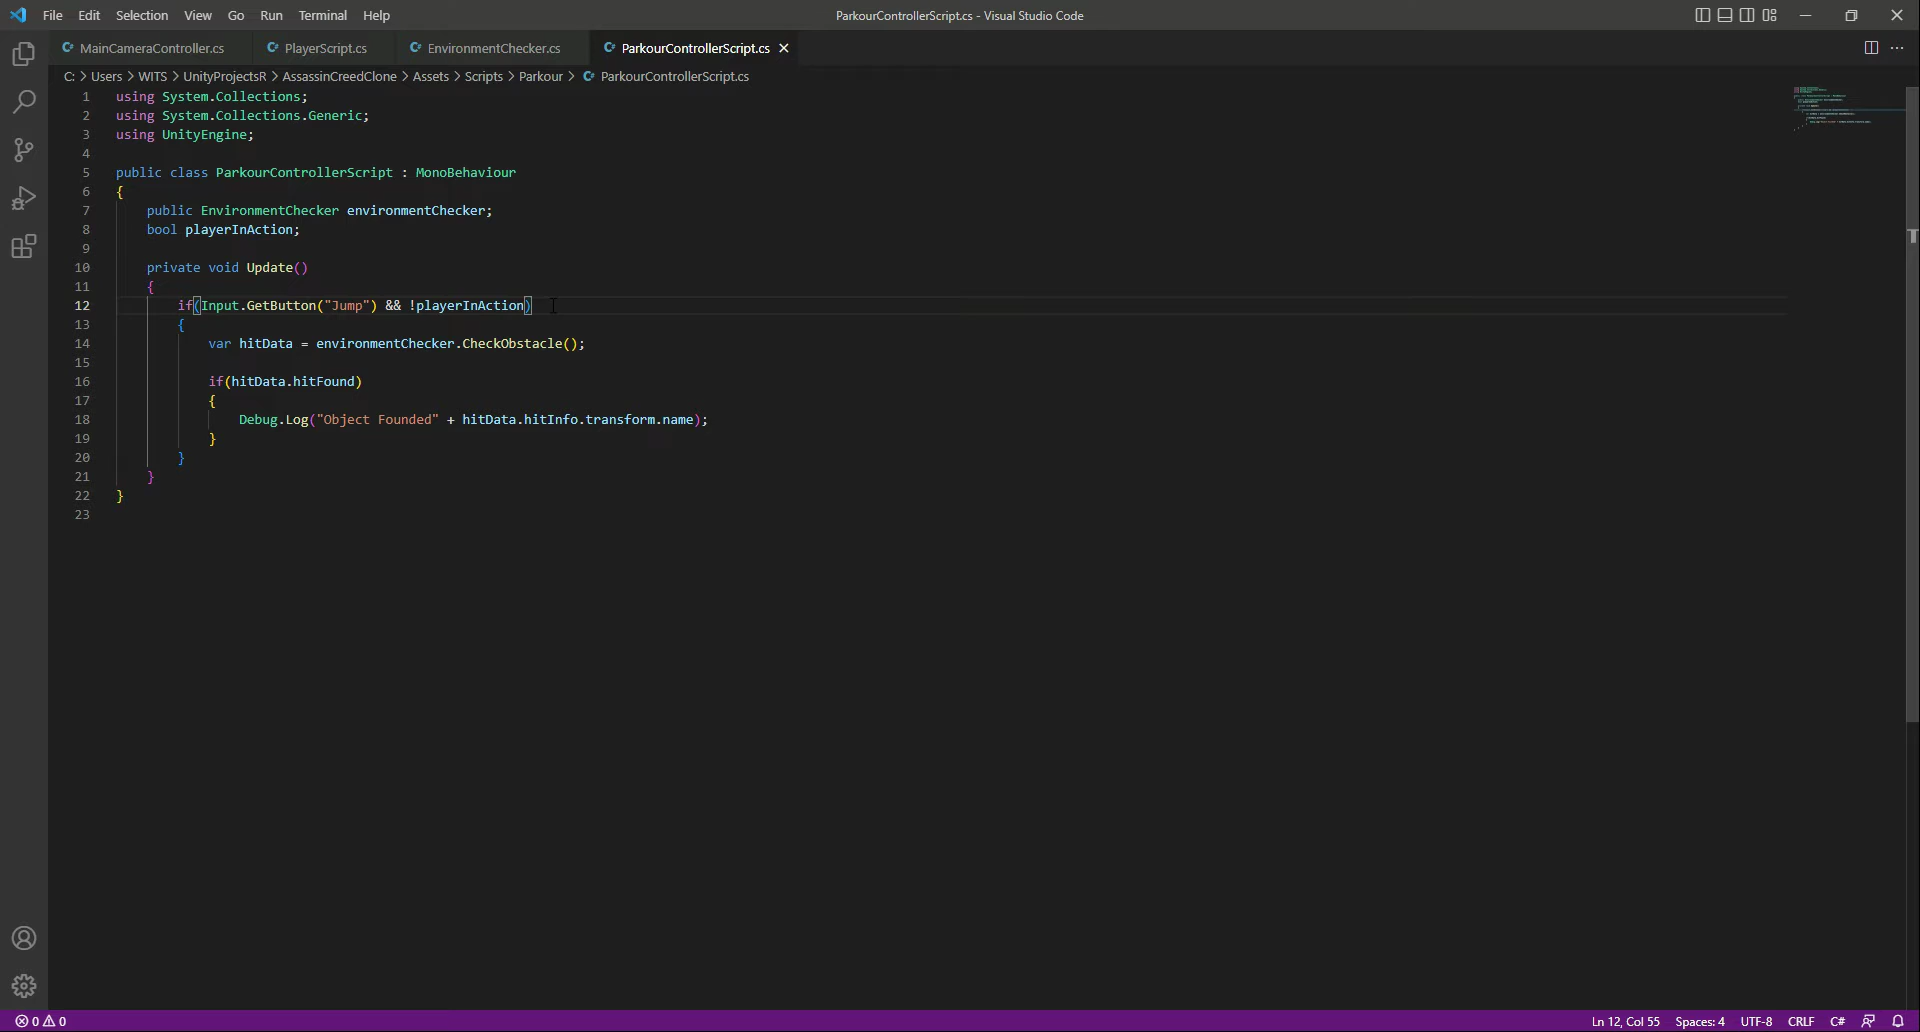 File Edit Selection View Go Run Terminal Help ParkourControllerScript.cs - Visual Studio Code
MainCameraController.cs PlayerScript.cs EnvironmentChecker.cs ParkourControllerScript.cs
C: > Users > WITS > UnityProjectsR > AssassinCreedClone > Assets > Scripts > Parkour > ParkourControllerScript.cs
1 using System.Collections;
2 using System.Collections.Generic;
3 using UnityEngine;
4
5 public class ParkourControllerScript : MonoBehaviour
6 {
7 public EnvironmentChecker environmentChecker;
8 bool playerInAction;
9
10 private void Update()
11 {
12 if(Input.GetButton("Jump") && !playerInAction)
13 {
14 var hitData = environmentChecker.CheckObstacle();
15
16 if(hitData.hitFound)
17 {
18 Debug.Log("Object Founded" + hitData.hitInfo.transform.name);
19 }
20 }
21 }
22 }
23
0 0 Ln 12, Col 55 Spaces: 4 UTF-8 CRLF C#